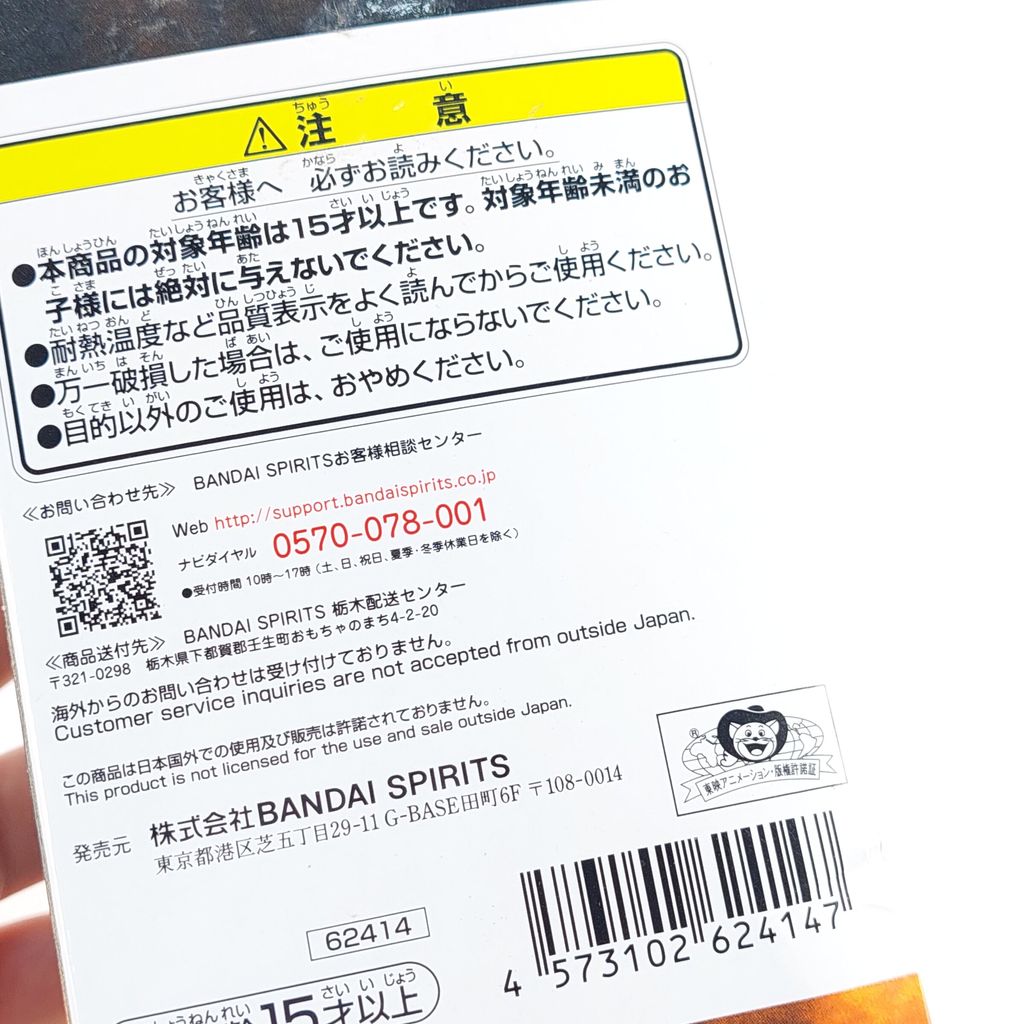 注意
お客様へ 必ずお読みください。
●本商品の対象年齢は15才以上です。対象年齢未満のお
子様には絶対に与えないでください。
●耐熱温度など品質表示をよく読んでからご使用ください。
●万一破損した場合は、ご使用にならないでください。
●目的以外のご使用は、おやめください。
≪お問い合わせ先≫ BANDAI SPIRITSお客様相談センター
Web http://support.bandaispirits.co.jp
ナビダイヤル 0570-078-001
●受付時間 10時〜17時 (土、日、祝日、夏季・冬季休業日を除く)
≪商品送付先≫ BANDAI SPIRITS 栃木配送センター
〒321-0298 栃木県下都賀郡壬生町おもちゃのまち4-2-20
海外からのお問い合わせは受け付けておりません。
Customer service inquiries are not accepted from outside Japan.
この商品は日本国外での使用及び販売は許諾されておりません。
This product is not licensed for the use and sale outside Japan.
®
東映アニメーション・版権許諾証
発売元 株式会社BANDAI SPIRITS
東京都港区芝五丁目29-11 G-BASE田町6F 〒108-0014
62414
4 573102 624147
15才以上